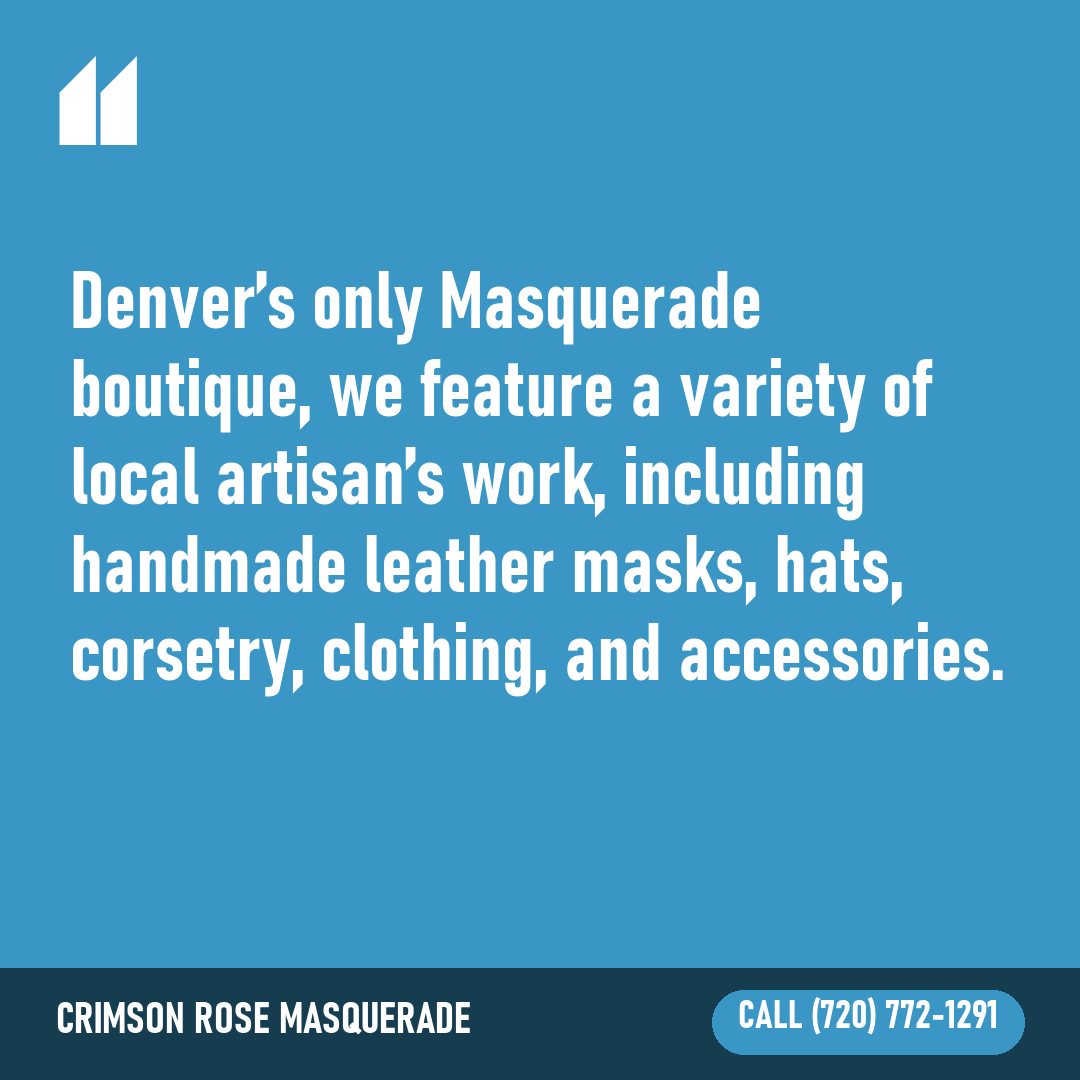 Denver’s only Masquerade
boutique, we feature a variety of
local artisan’s work, including
handmade leather masks, hats,
corsetry, clothing, and accessories.
CRIMSON ROSE MASQUERADE
CALL (720) 772-1291